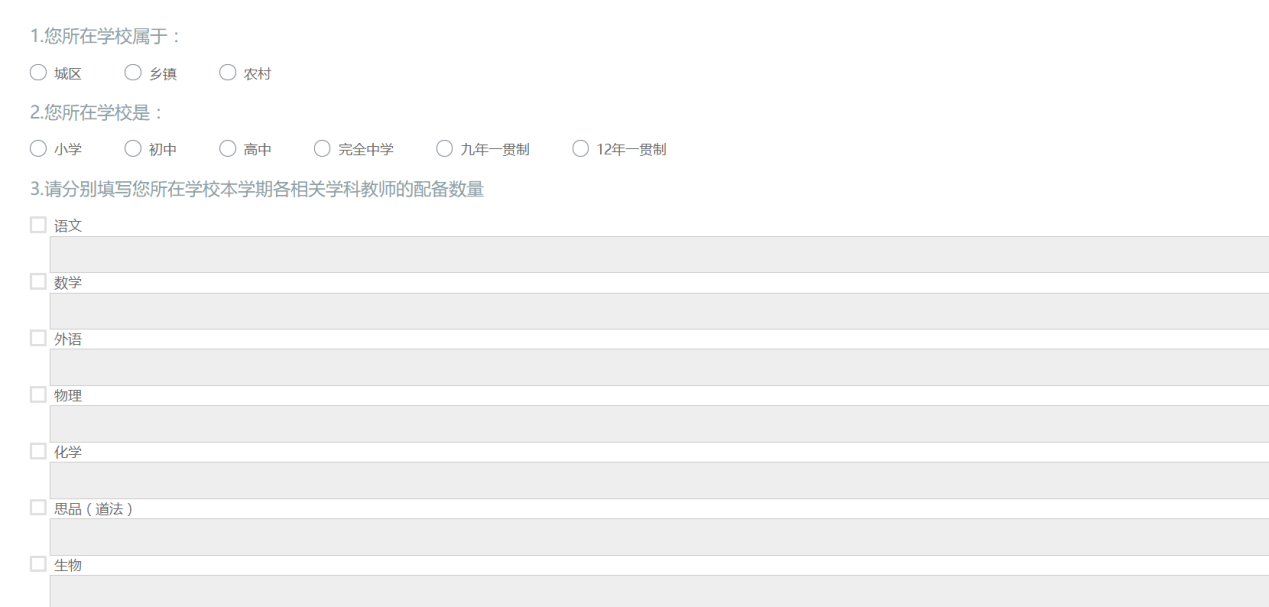 1.您所在学校属于：
城区 乡镇 农村
2.您所在学校是：
小学 初中 高中 完全中学 九年一贯制 12年一贯制
3.请分别填写您所在学校本学期各相关学科教师的配备数量
语文
数学
外语
物理
化学
思品（道法）
生物